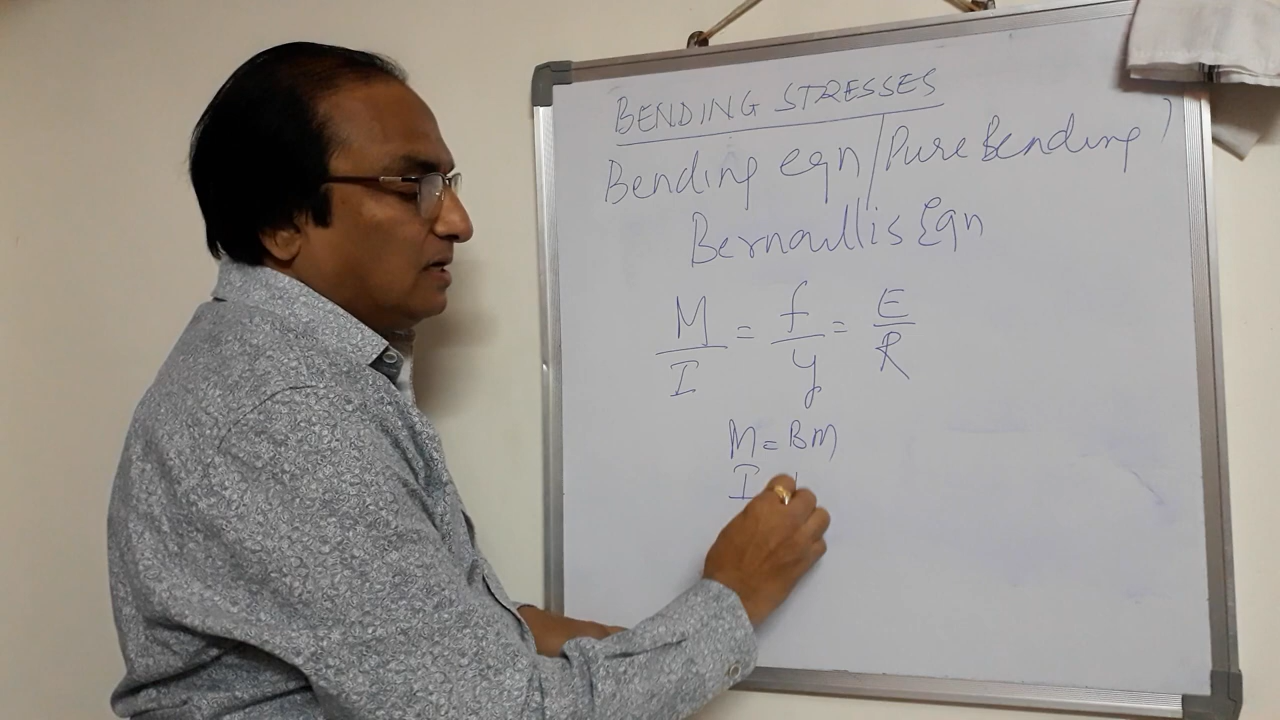 BENDING STRESSES
Bending eqn/Pure Bending)
Bernoullis Eqn
M/I = f/y = E/R
M = BM
I